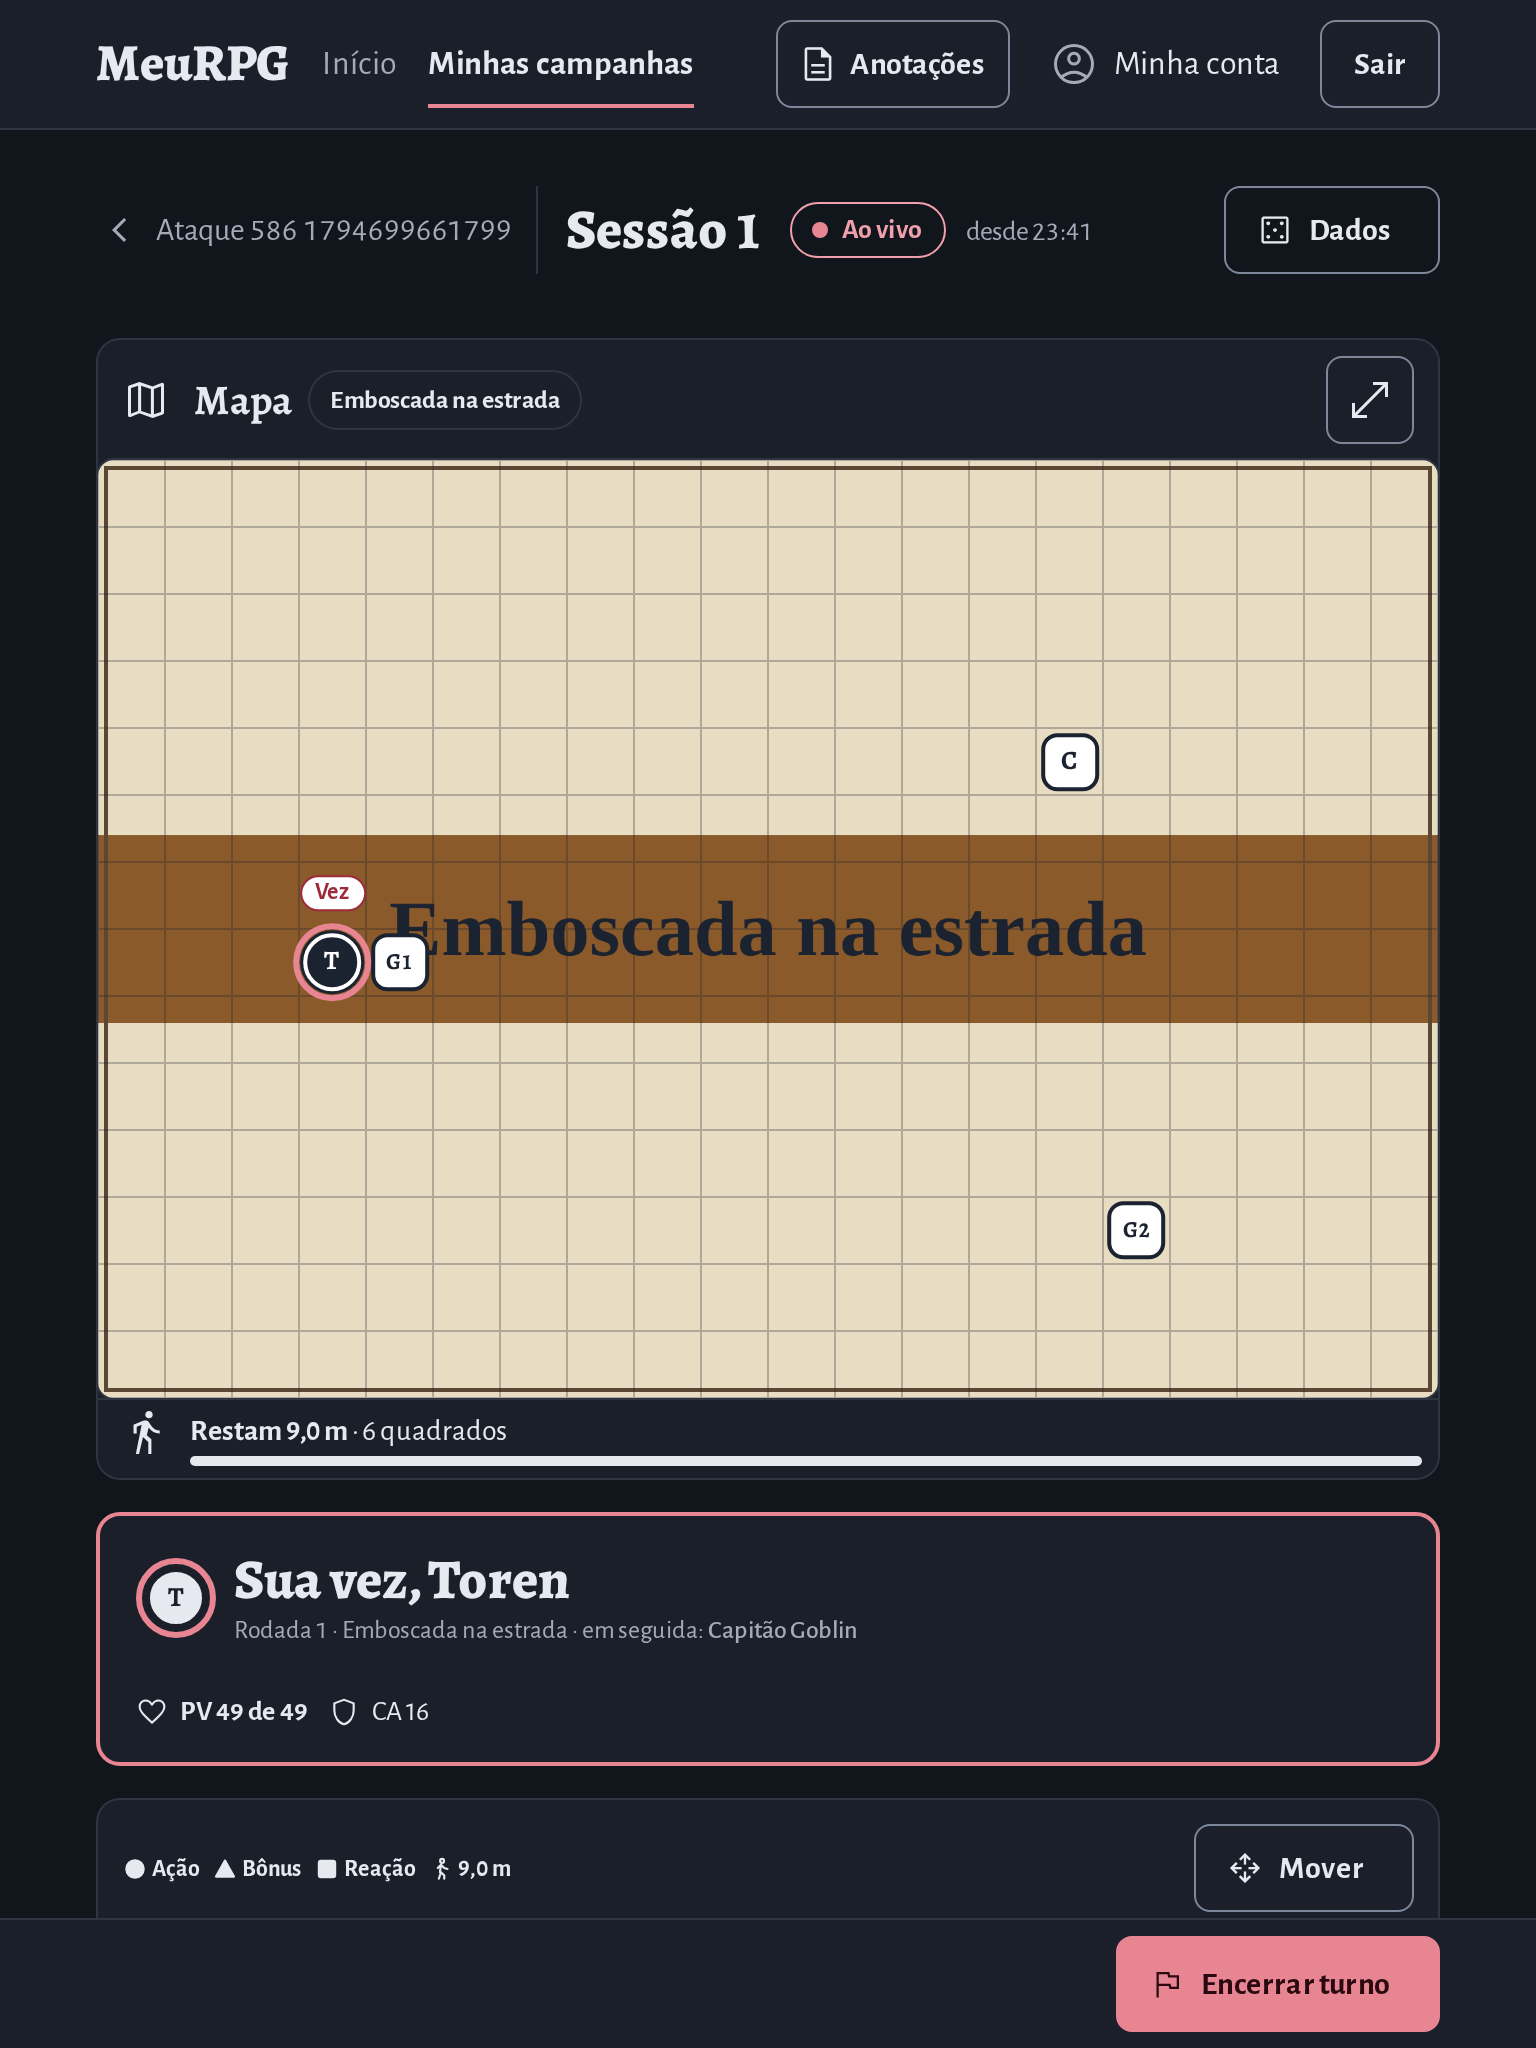 MeuRPG Início Minhas campanhas Anotações Minha conta Sair
Ataque 586 1794699661799 Sessão 1 Ao vivo desde 23:41 Dados
Mapa Emboscada na estrada
C
Vez
Emboscada na estrada
T G1
G2
Restam 9,0 m · 6 quadrados
T Sua vez, Toren
Rodada 1 · Emboscada na estrada · em seguida: Capitão Goblin
PV 49 de 49 CA 16
Ação Bônus Reação 9,0 m Mover
Encerrar turno